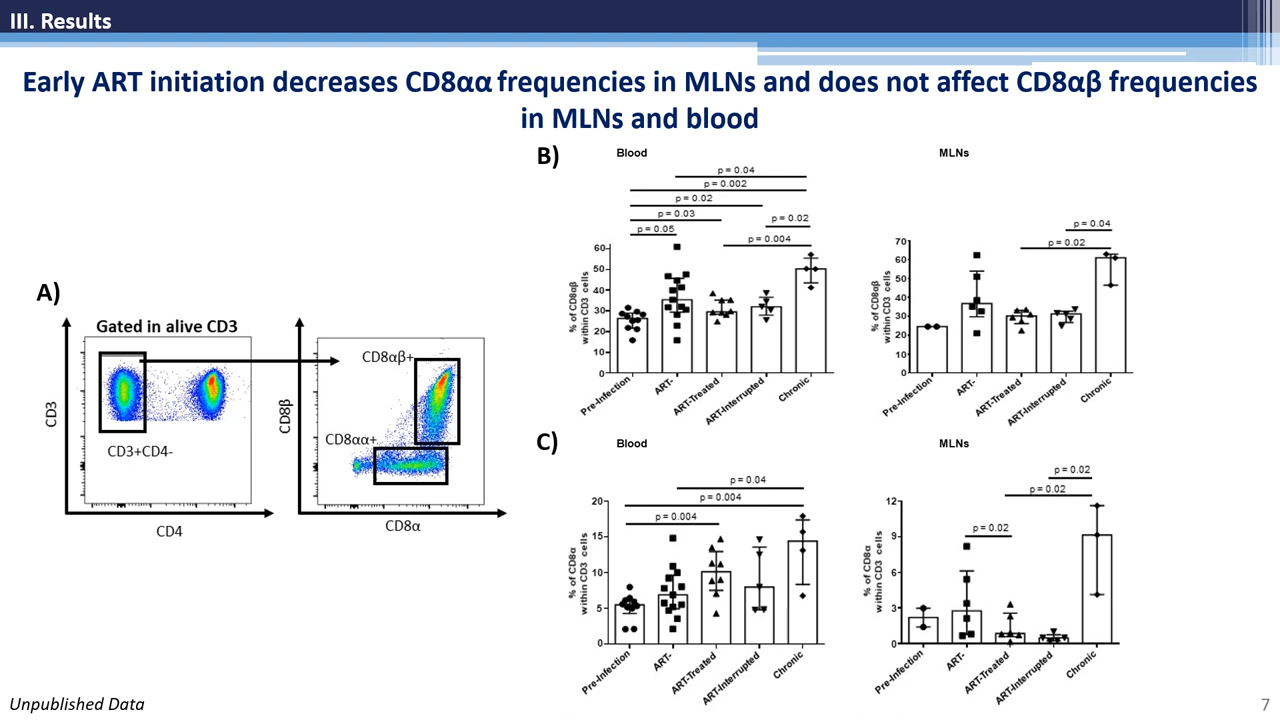 III. Results
Early ART initiation decreases CD8αα frequencies in MLNs and does not affect CD8αβ frequencies
in MLNs and blood
A)
Gated in alive CD3
CD3
CD3+CD4-
CD4
CD8β
CD8αβ+
CD8αα+
CD8α
B)
Blood
p = 0.04
p = 0.002
p = 0.02
p = 0.03
p = 0.02
p = 0.05
p = 0.004
% of CD8αβ
within CD3 cells
60
50
40
30
20
10
0
Pre-Infection
ART-
ART-Treated
ART-Interrupted
Chronic
MLNs
p = 0.04
p = 0.02
% of CD8αβ
within CD3 cells
70
60
50
40
30
20
10
0
Pre-Infection
ART-
ART-Treated
ART-Interrupted
Chronic
C)
Blood
p = 0.04
p = 0.004
p = 0.004
% of CD8α
within CD3 cells
20
15
10
5
0
Pre-Infection
ART-
ART-Treated
ART-Interrupted
Chronic
MLNs
p = 0.02
p = 0.02
p = 0.02
% of CD8α
within CD3 cells
12
9
6
3
0
Pre-Infection
ART-
ART-Treated
ART-Interrupted
Chronic
Unpublished Data
7